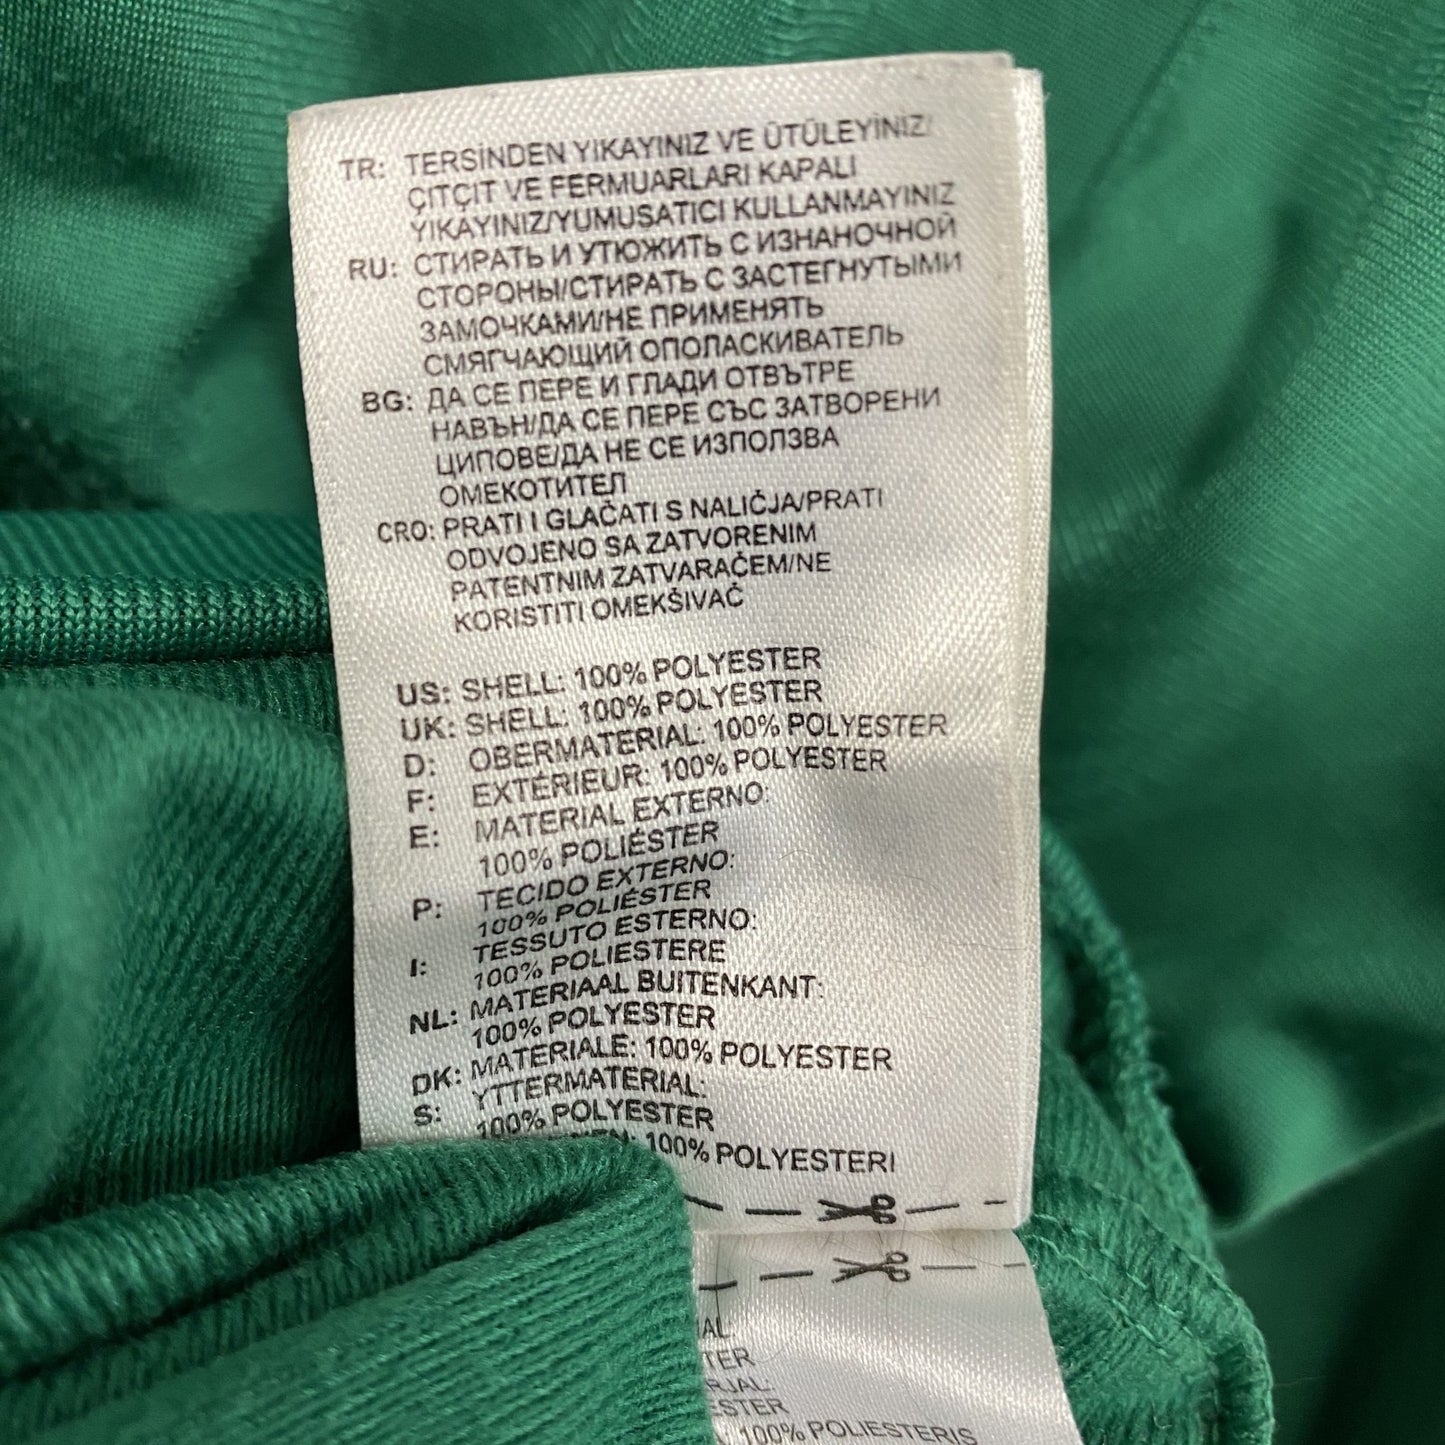 TR: TERSİNDEN YIKAYINIZ VE ÜTÜLEYİNİZ/
ÇITÇIT VE FERMUARLARI KAPALI
YIKAYINIZ/YUMUSATICI KULLANMAYINIZ
RU: СТИРАТЬ И УТЮЖИТЬ С ИЗНАНОЧНОЙ
СТОРОНЫ/СТИРАТЬ С ЗАСТЕГНУТЫМИ
ЗАМОЧКАМИ/НЕ ПРИМЕНЯТЬ
СМЯГЧАЮЩИЙ ОПОЛАСКИВАТЕЛЬ
BG: ДА СЕ ПЕРЕ И ГЛАДИ ОТВЪТРЕ
НАВЪН/ДА СЕ ПЕРЕ СЪС ЗАТВОРЕНИ
ЦИПОВЕ/ДА НЕ СЕ ИЗПОЛЗВА
ОМЕКОТИТЕЛ
CRO: PRATI I GLAČATI S NALIČJA/PRATI
ODVOJENO SA ZATVORENIM
PATENTNIM ZATVARAČEM/NE
KORISTITI OMEKŠIVAČ
US: SHELL: 100% POLYESTER
UK: SHELL: 100% POLYESTER
D: OBERMATERIAL: 100% POLYESTER
F: EXTÉRIEUR: 100% POLYESTER
E: MATERIAL EXTERNO:
100% POLIÉSTER
P: TECIDO EXTERNO:
100% POLIÉSTER
I: TESSUTO ESTERNO:
100% POLIESTERE
NL: MATERIAAL BUITENKANT:
100% POLYESTER
DK: MATERIALE: 100% POLYESTER
S: YTTERMATERIAL:
100% POLYESTER
100% POLYESTERI
100% POLIESTERIS